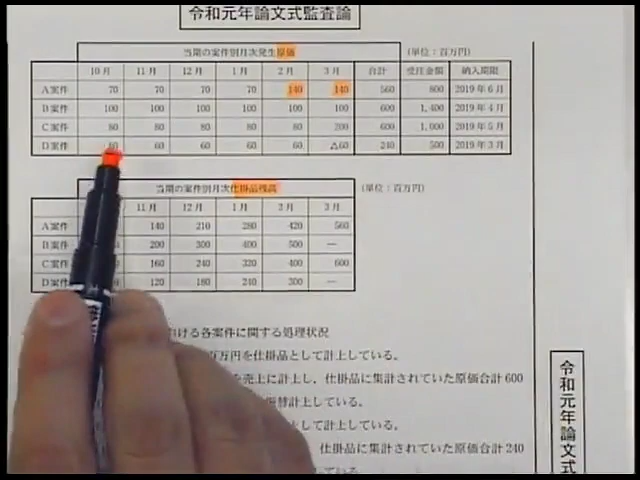 令和元年論文式監査論
当期の案件別月次発生原価 (単位：百万円)
10月 11月 12月 1月 2月 3月 合計 受注金額 納入期限
A案件 70 70 70 70 140 140 560 800 2019年6月
B案件 100 100 100 100 100 100 600 1,400 2019年4月
C案件 80 80 80 80 80 200 600 1,000 2019年5月
D案件 60 60 60 60 △60 240 500 2019年3月
当期の案件別月次仕掛品残高 (単位：百万円)
11月 12月 1月 2月 3月
A案件 140 210 280 420 560
B案件 200 300 400 500 ―
C案件 160 240 320 400 600
D案件 120 180 240 300 ―
ける各案件に関する処理状況
百万円を仕掛品として計上している。
を売上に計上し，仕掛品に集計されていた原価合計600
替計上している。
として計上している。
仕掛品に集計されていた原価合計240
している。
令和元年論文式